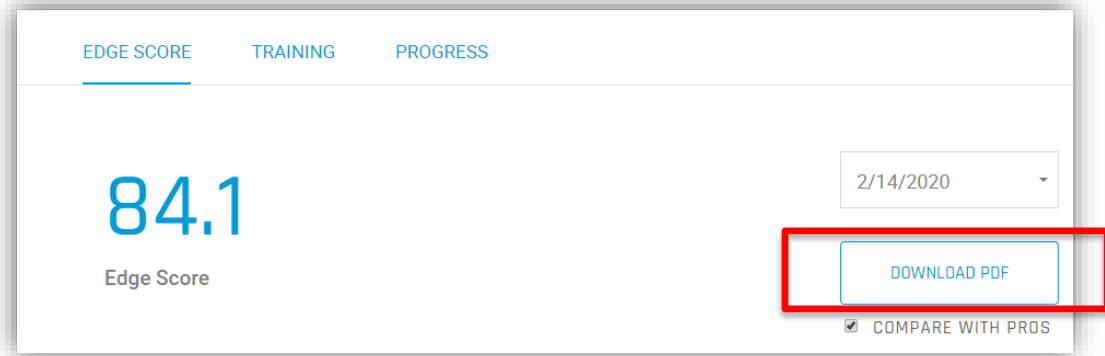 EDGE SCORE TRAINING PROGRESS
84.1
Edge Score
2/14/2020
DOWNLOAD PDF
COMPARE WITH PROS